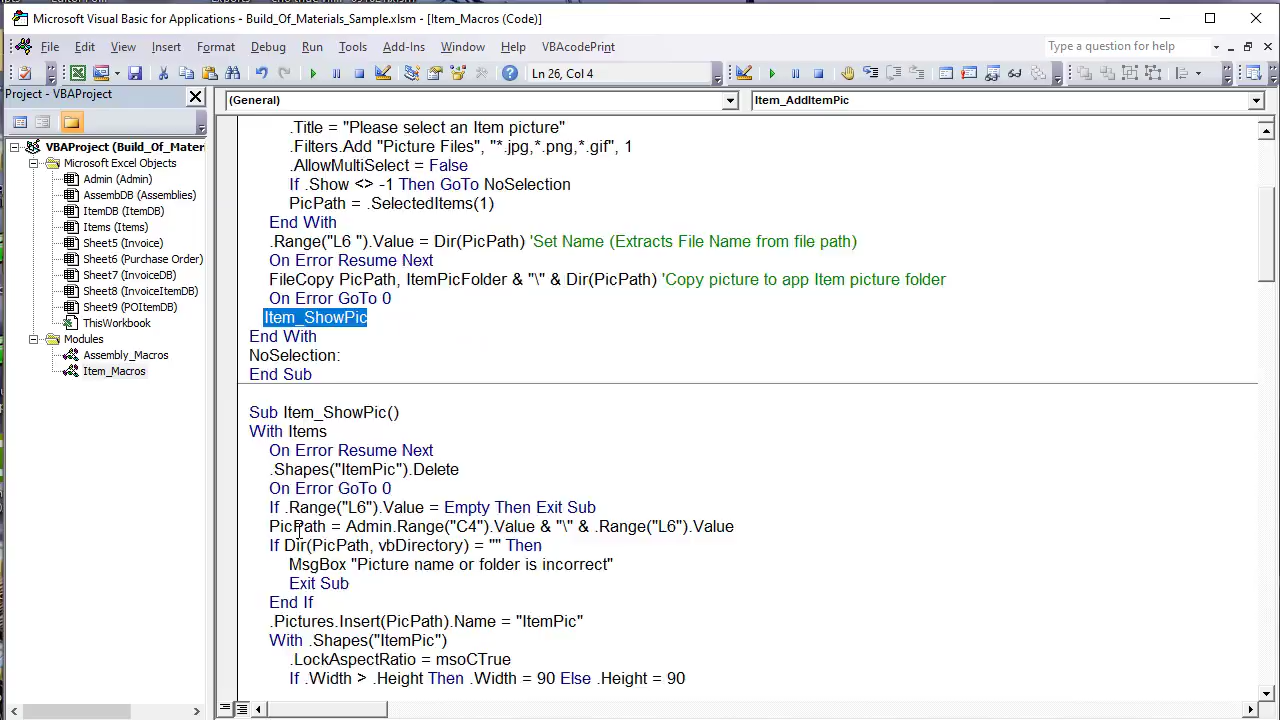 Microsoft Visual Basic for Applications - Build_Of_Materials_Sample.xlsm - [Item_Macros (Code)]
File Edit View Insert Format Debug Run Tools Add-Ins Window Help VBAcodePrint
Type a question for help
Ln 26, Col 4
Project - VBAProject
(General)
Item_AddItemPic
VBAProject (Build_Of_Mater
Microsoft Excel Objects
Admin (Admin)
AssembDB (Assemblies)
ItemDB (ItemDB)
Items (Items)
Sheet5 (Invoice)
Sheet6 (Purchase Order)
Sheet7 (InvoiceDB)
Sheet8 (InvoiceItemDB)
Sheet9 (POItemDB)
ThisWorkbook
Modules
Assembly_Macros
Item_Macros
.Title = "Please select an Item picture"
.Filters.Add "Picture Files", "*.jpg,*.png,*.gif", 1
.AllowMultiSelect = False
If .Show <> -1 Then GoTo NoSelection
PicPath = .SelectedItems(1)
End With
.Range("L6 ").Value = Dir(PicPath) 'Set Name (Extracts File Name from file path)
On Error Resume Next
FileCopy PicPath, ItemPicFolder & "\" & Dir(PicPath) 'Copy picture to app Item picture folder
On Error GoTo 0
Item_ShowPic
End With
NoSelection:
End Sub
Sub Item_ShowPic()
With Items
On Error Resume Next
.Shapes("ItemPic").Delete
On Error GoTo 0
If .Range("L6").Value = Empty Then Exit Sub
PicPath = Admin.Range("C4").Value & "\" & .Range("L6").Value
If Dir(PicPath, vbDirectory) = "" Then
MsgBox "Picture name or folder is incorrect"
Exit Sub
End If
.Pictures.Insert(PicPath).Name = "ItemPic"
With .Shapes("ItemPic")
.LockAspectRatio = msoCTrue
If .Width > .Height Then .Width = 90 Else .Height = 90